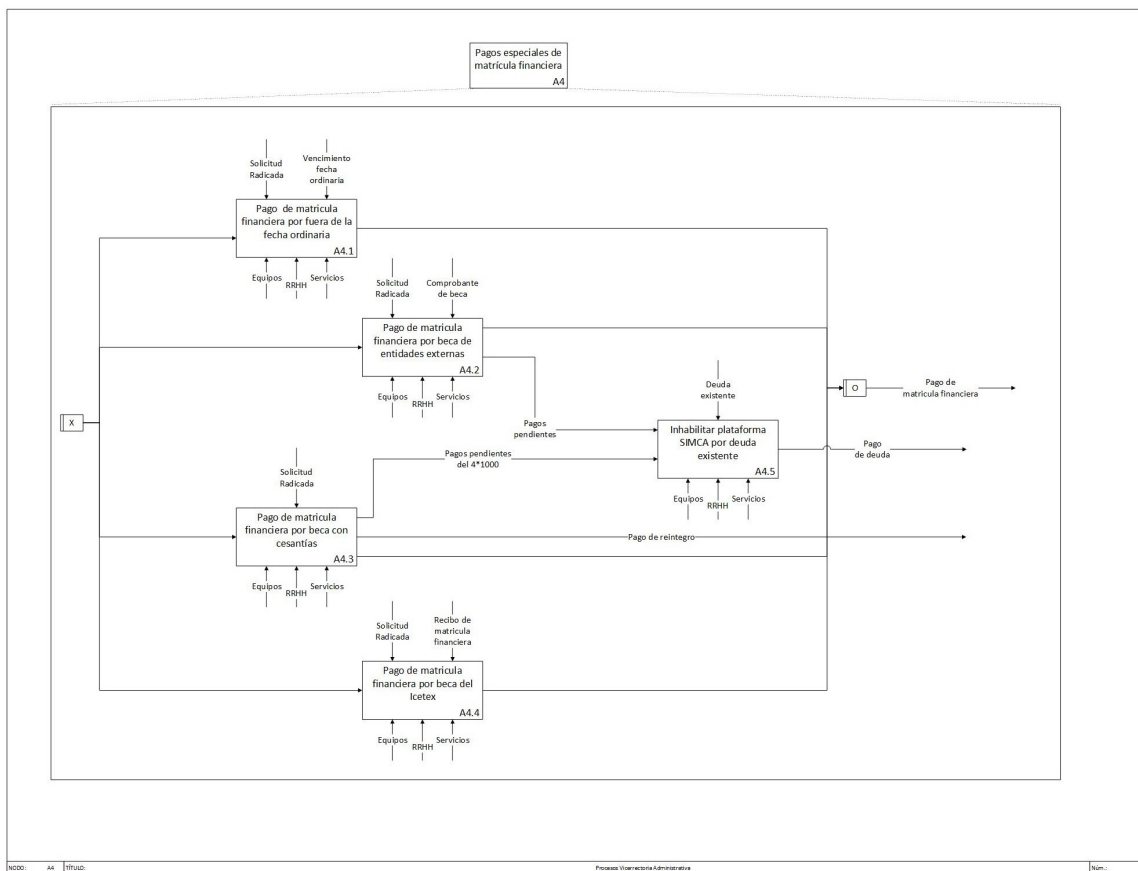 Pagos especiales de
matrícula financiera
A4
Solicitud
Radicada
Vencimiento
fecha
ordinaria
Pago de matricula
financiera por fuera de la
fecha ordinaria
A4.1
Equipos
RRHH
Servicios
Solicitud
Radicada
Comprobante
de beca
Pago de matricula
financiera por beca de
entidades externas
A4.2
Equipos
RRHH
Servicios
Deuda
existente
O
Pago de
matricula financiera
X
Pagos
pendientes
Inhabilitar plataforma
SIMCA por deuda
existente
A4.5
Equipos
RRHH
Servicios
Pago
de deuda
Pagos pendientes
del 4*1000
Solicitud
Radicada
Pago de matricula
financiera por beca con
cesantías
A4.3
Equipos
RRHH
Servicios
Pago de reintegro
Solicitud
Radicada
Recibo de
matricula
financiera
Pago de matricula
financiera por beca del
Icetex
A4.4
Equipos
RRHH
Servicios
NODO: A4 TÍTULO: Procesos Vicerrectoría Administrativa Núm.: